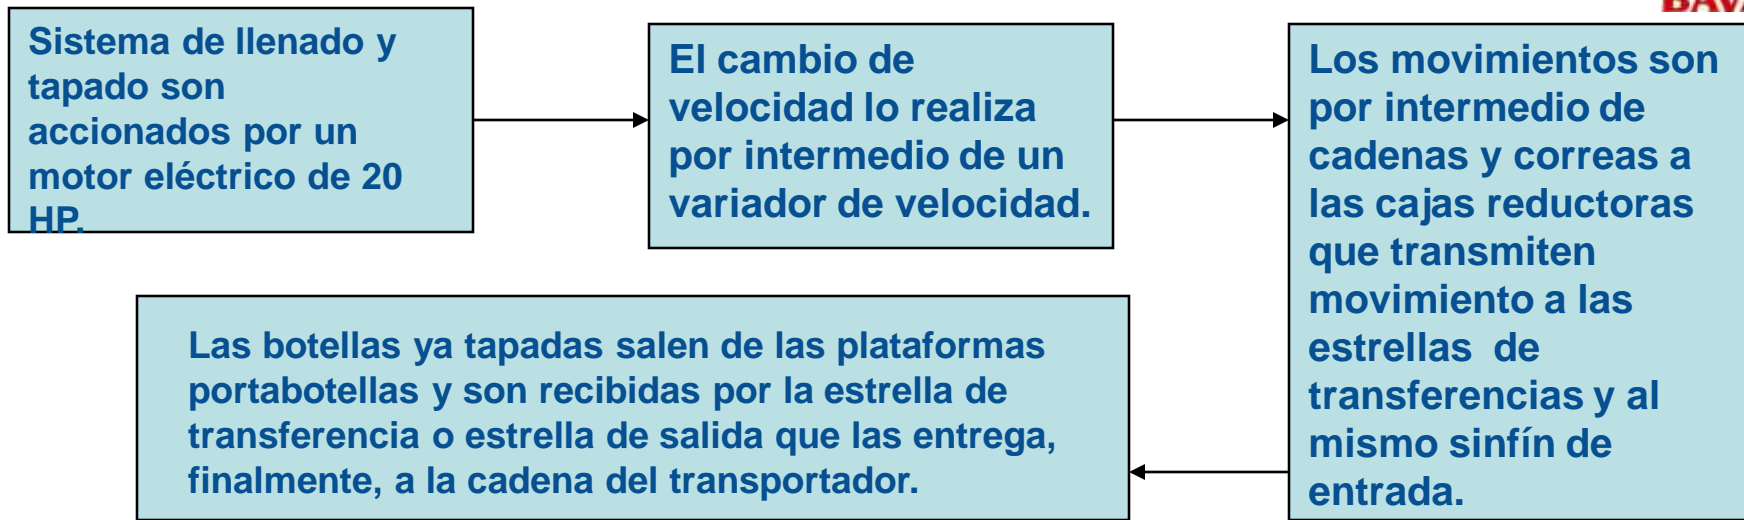 Sistema de llenado y
tapado son
accionados por un
motor eléctrico de 20
HP.
El cambio de
velocidad lo realiza
por intermedio de un
variador de velocidad.
Los movimientos son
por intermedio de
cadenas y correas a
las cajas reductoras
que transmiten
movimiento a las
estrellas de
transferencias y al
mismo sinfín de
entrada.
Las botellas ya tapadas salen de las plataformas
portabotellas y son recibidas por la estrella de
transferencia o estrella de salida que las entrega,
finalmente, a la cadena del transportador.